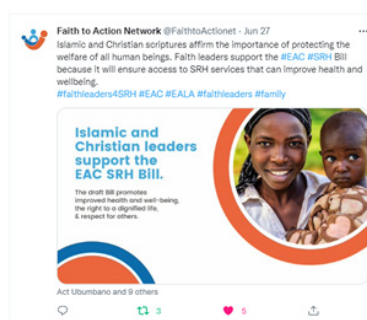 Faith to Action Network @FaithtoActionet · Jun 27
Islamic and Christian scriptures affirm the importance of protecting the
welfare of all human beings. Faith leaders support the #EAC #SRH Bill
because it will ensure access to SRH services that can improve health and
wellbeing.
#faithleaders4SRH #EAC #EALA #faithleaders #family
Islamic and
Christian leaders
support the
EAC SRH Bill.
The draft Bill promotes
improved health and well-being,
the right to a dignified life,
& respect for others.
Act Ubumbano and 9 others
3
5